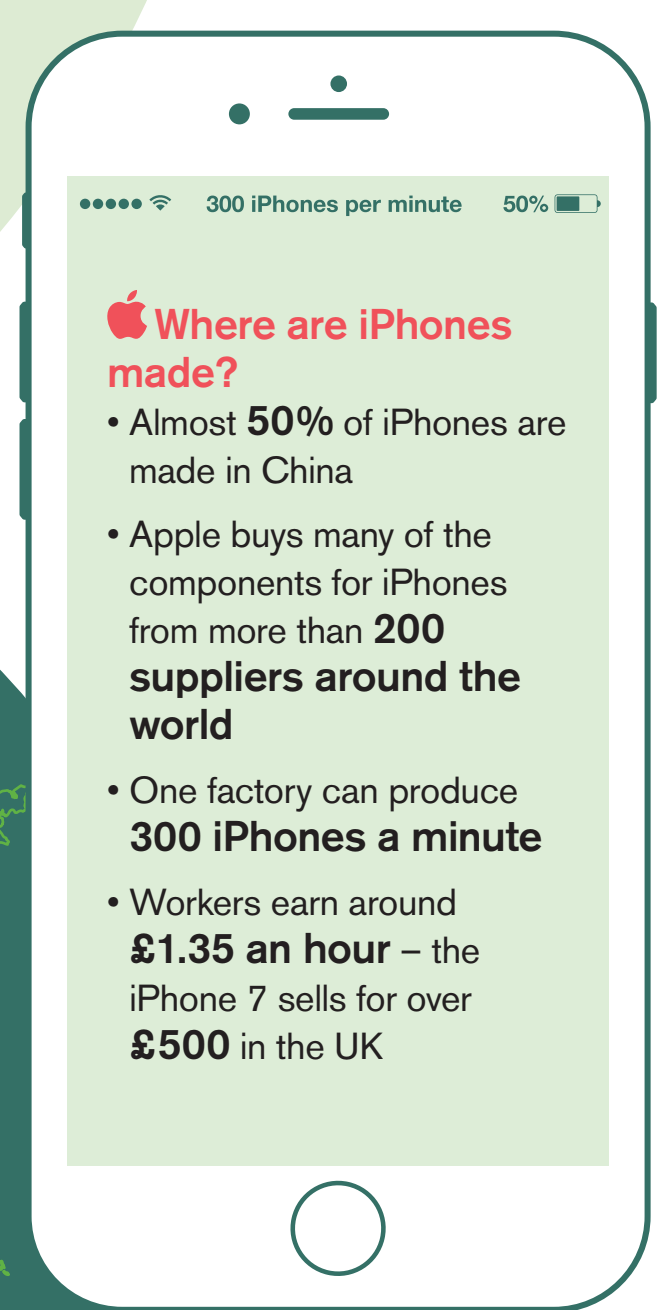 300 iPhones per minute 50%
Where are iPhones
made?
• Almost 50% of iPhones are
made in China
• Apple buys many of the
components for iPhones
from more than 200
suppliers around the
world
• One factory can produce
300 iPhones a minute
• Workers earn around
£1.35 an hour – the
iPhone 7 sells for over
£500 in the UK